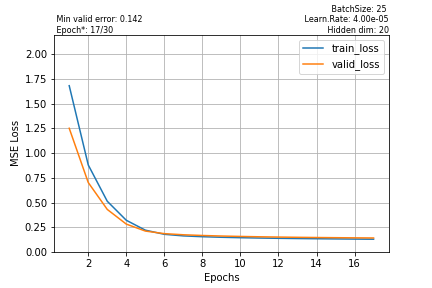 BatchSize: 25
Min valid error: 0.142
Learn.Rate: 4.00e-05
Epoch*: 17/30
Hidden dim: 20
train_loss
valid_loss
2.00
1.75
1.50
1.25
1.00
0.75
0.50
0.25
0.00
MSE Loss
2 4 6 8 10 12 14 16
Epochs